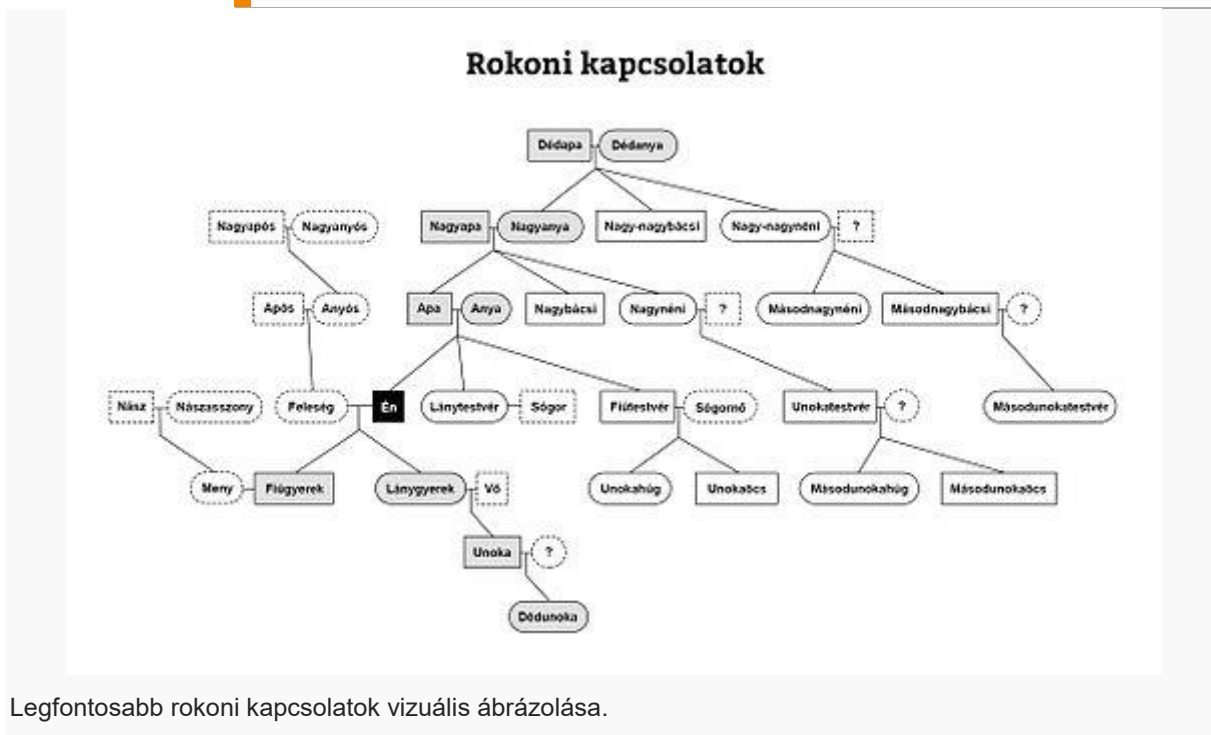 Rokoni kapcsolatok
Dédapa Dédanya
Nagyapós Nagyanyós Nagyapa Nagyanya Nagy-nagybácsi Nagy-nagynéni ?
Após Anyós Apa Anya Nagybácsi Nagynéni ? Másodnagynéni Másodnagybácsi ?
Nász Nászasszony Feleség Én Lánytestvér Sógor Fiútestvér Sógornő Unokatestvér ? Másodunokatestvér
Meny Fiúgyerek Lánygyerek Vő Unokahúg Unokaöcs Másodunokahúg Másodunokaöcs
Unoka ?
Dédunoka
Legfontosabb rokoni kapcsolatok vizuális ábrázolása.